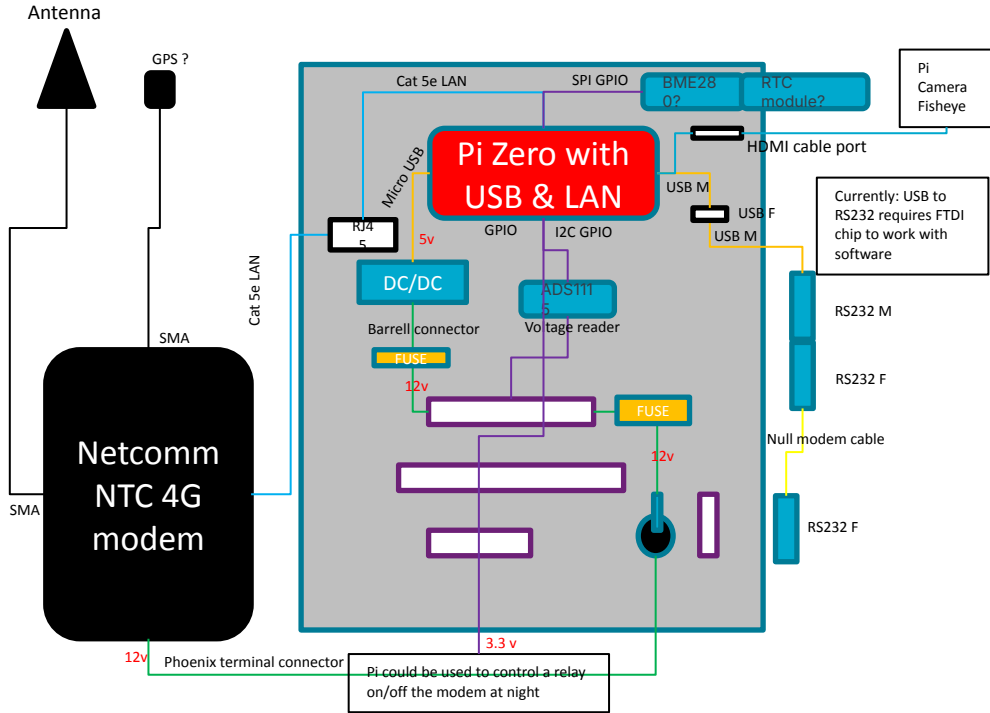 Antenna
GPS ?
Cat 5e LAN
SPI GPIO
BME28
0?
RTC
module?
Pi
Camera
Fisheye
HDMI cable port
Pi Zero with
USB & LAN
Micro USB
USB M
USB F
USB M
Currently: USB to
RS232 requires FTDI
chip to work with
software
RJ4
5
5v
GPIO
I2C GPIO
DC/DC
ADS111
5
Voltage reader
Barrell connector
FUSE
12v
FUSE
12v
Cat 5e LAN
SMA
SMA
Netcomm
NTC 4G
modem
RS232 M
RS232 F
Null modem cable
RS232 F
12v
Phoenix terminal connector
3.3 v
Pi could be used to control a relay
on/off the modem at night